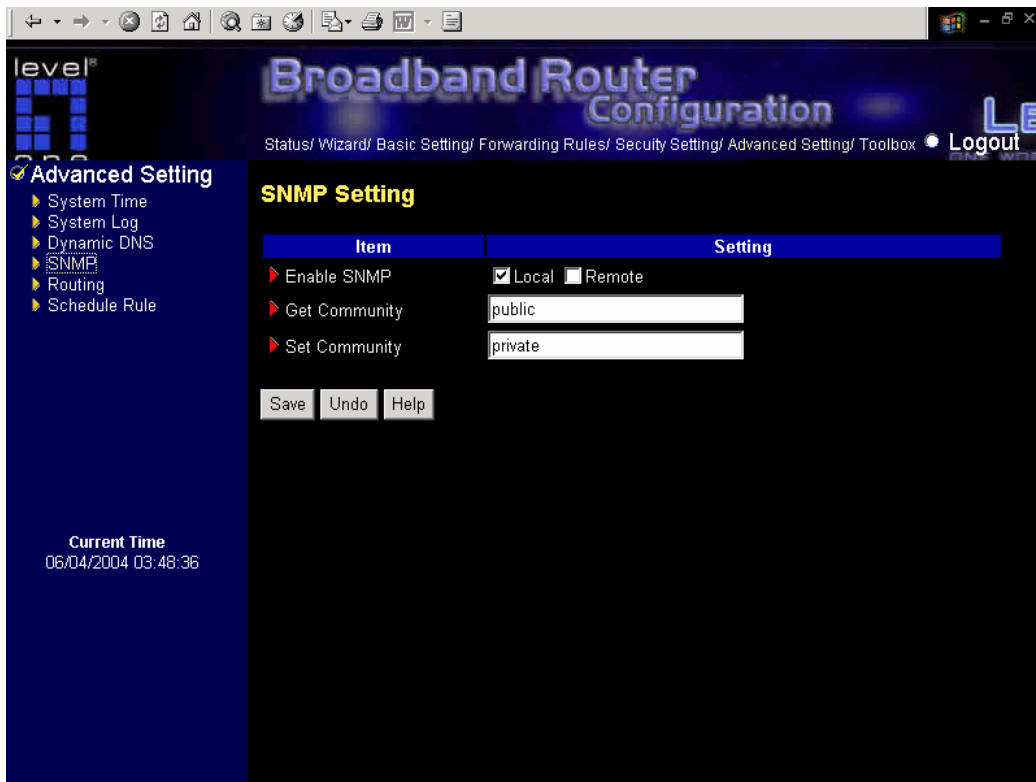 level®
one
Broadband Router
Configuration
Status/ Wizard/ Basic Setting/ Forwarding Rules/ Secuity Setting/ Advanced Setting/ Toolbox
Logout
Advanced Setting
System Time
System Log
Dynamic DNS
SNMP
Routing
Schedule Rule
Current Time
06/04/2004 03:48:36
SNMP Setting
Item Setting
Enable SNMP Local Remote
Get Community public
Set Community private
Save Undo Help